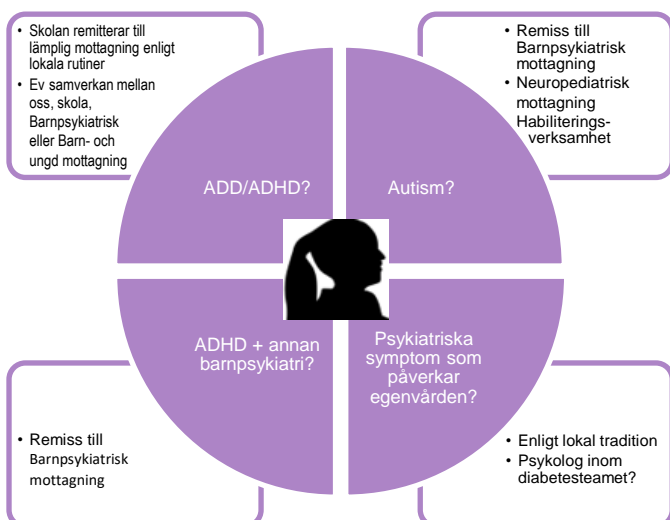 • Skolan remitterar till
lämplig mottagning enligt
lokala rutiner
• Ev samverkan mellan
oss, skola,
Barnpsykiatrisk
eller Barn- och
ungd mottagning
• Remiss till
Barnpsykiatrisk
mottagning
• Neuropediatrisk
mottagning
Habiliterings-
verksamhet
ADD/ADHD?
Autism?
ADHD + annan
barnpsykiatri?
Psykiatriska
symptom som
påverkar
egenvården?
• Remiss till
Barnpsykiatrisk
mottagning
• Enligt lokal tradition
• Psykolog inom
diabetesteamet?